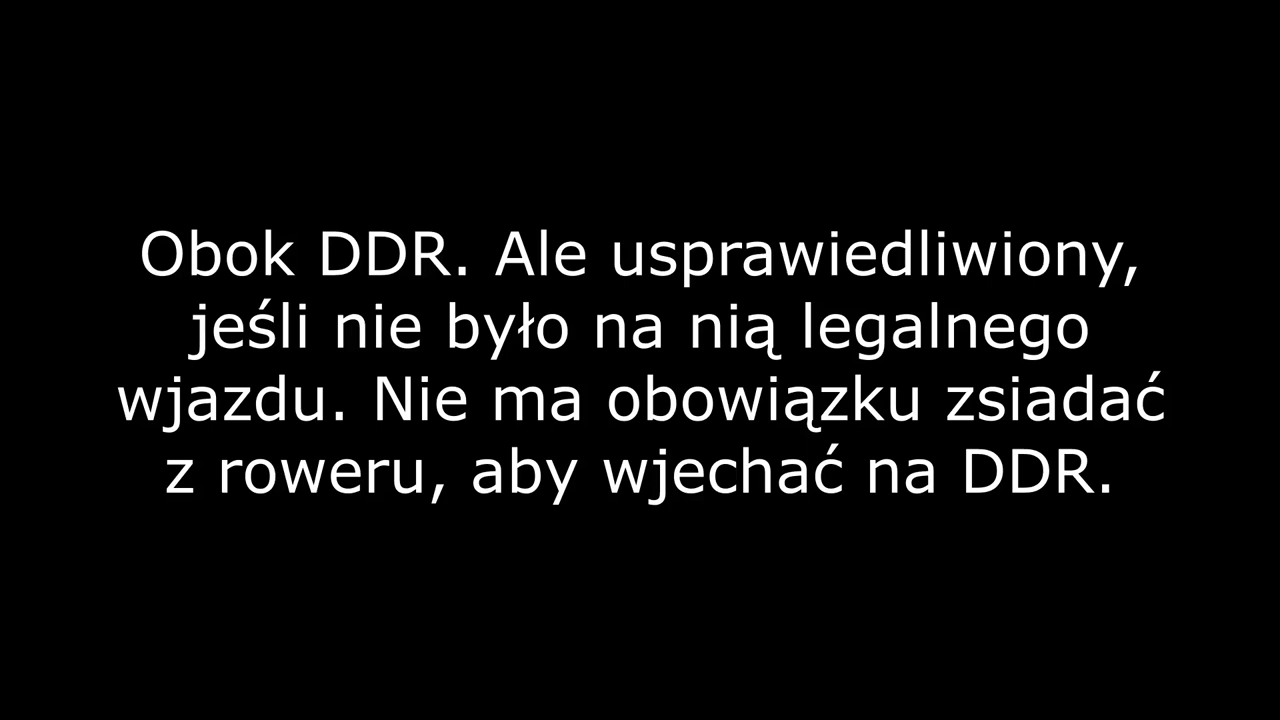 Obok DDR. Ale usprawiedliwiony,
jeśli nie było na nią legalnego
wjazdu. Nie ma obowiązku zsiadać
z roweru, aby wjechać na DDR.